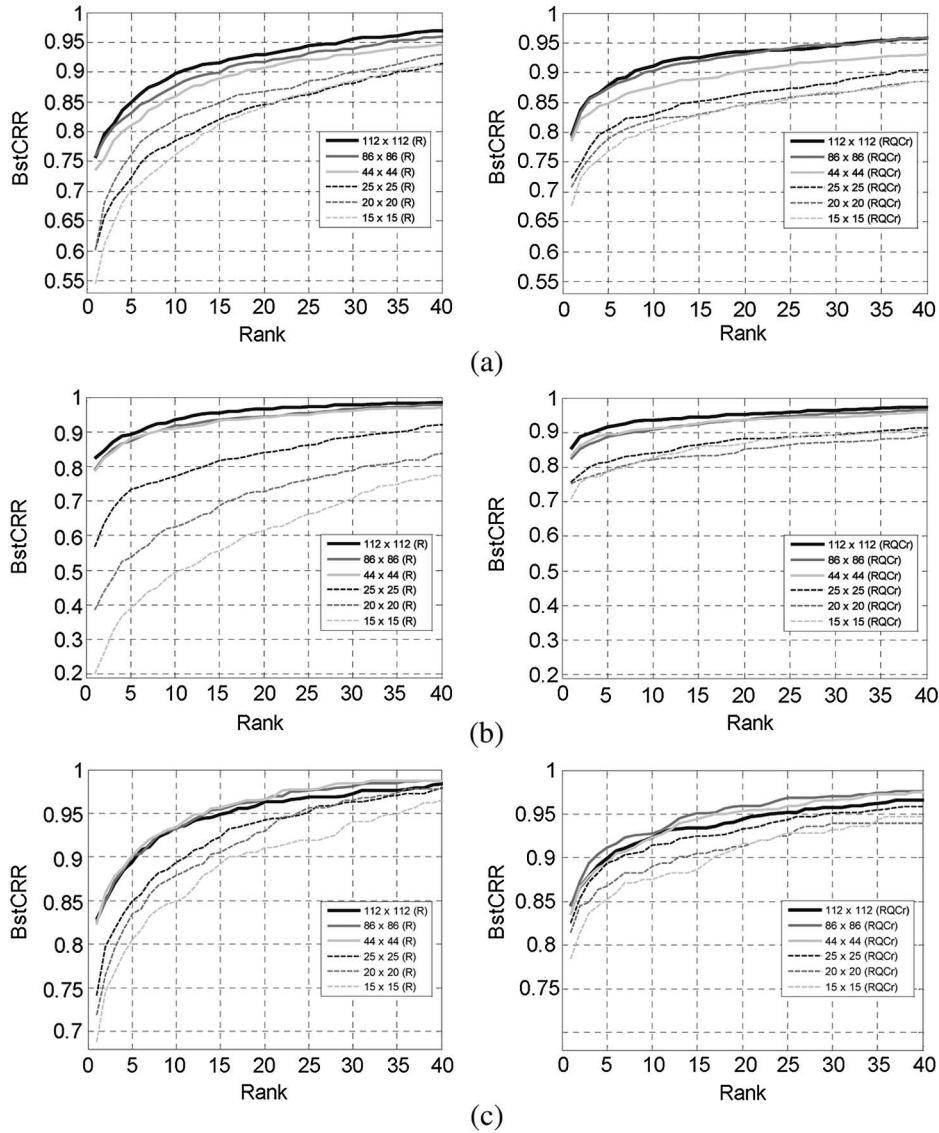 1
0.95
0.9
0.85
0.8
0.75
0.7
0.65
0.6
0.55
BstCRR
112 x 112 (R)
86 x 86 (R)
44 x 44 (R)
25 x 25 (R)
20 x 20 (R)
15 x 15 (R)
0 5 10 15 20 25 30 35 40
Rank
1
0.95
0.9
0.85
0.8
0.75
0.7
0.65
0.6
0.55
BstCRR
112 x 112 (RQCr)
86 x 86 (RQCr)
44 x 44 (RQCr)
25 x 25 (RQCr)
20 x 20 (RQCr)
15 x 15 (RQCr)
0 5 10 15 20 25 30 35 40
Rank
(a)
1
0.9
0.8
0.7
0.6
0.5
0.4
0.3
0.2
BstCRR
112 x 112 (R)
86 x 86 (R)
44 x 44 (R)
25 x 25 (R)
20 x 20 (R)
15 x 15 (R)
0 5 10 15 20 25 30 35 40
Rank
1
0.9
0.8
0.7
0.6
0.5
0.4
0.3
0.2
BstCRR
112 x 112 (RQCr)
86 x 86 (RQCr)
44 x 44 (RQCr)
25 x 25 (RQCr)
20 x 20 (RQCr)
15 x 15 (RQCr)
0 5 10 15 20 25 30 35 40
Rank
(b)
1
0.95
0.9
0.85
0.8
0.75
0.7
BstCRR
112 x 112 (R)
86 x 86 (R)
44 x 44 (R)
25 x 25 (R)
20 x 20 (R)
15 x 15 (R)
0 5 10 15 20 25 30 35 40
Rank
1
0.95
0.9
0.85
0.8
0.75
BstCRR
112 x 112 (RQCr)
86 x 86 (RQCr)
44 x 44 (RQCr)
25 x 25 (RQCr)
20 x 20 (RQCr)
15 x 15 (RQCr)
0 5 10 15 20 25 30 35 40
Rank
(c)